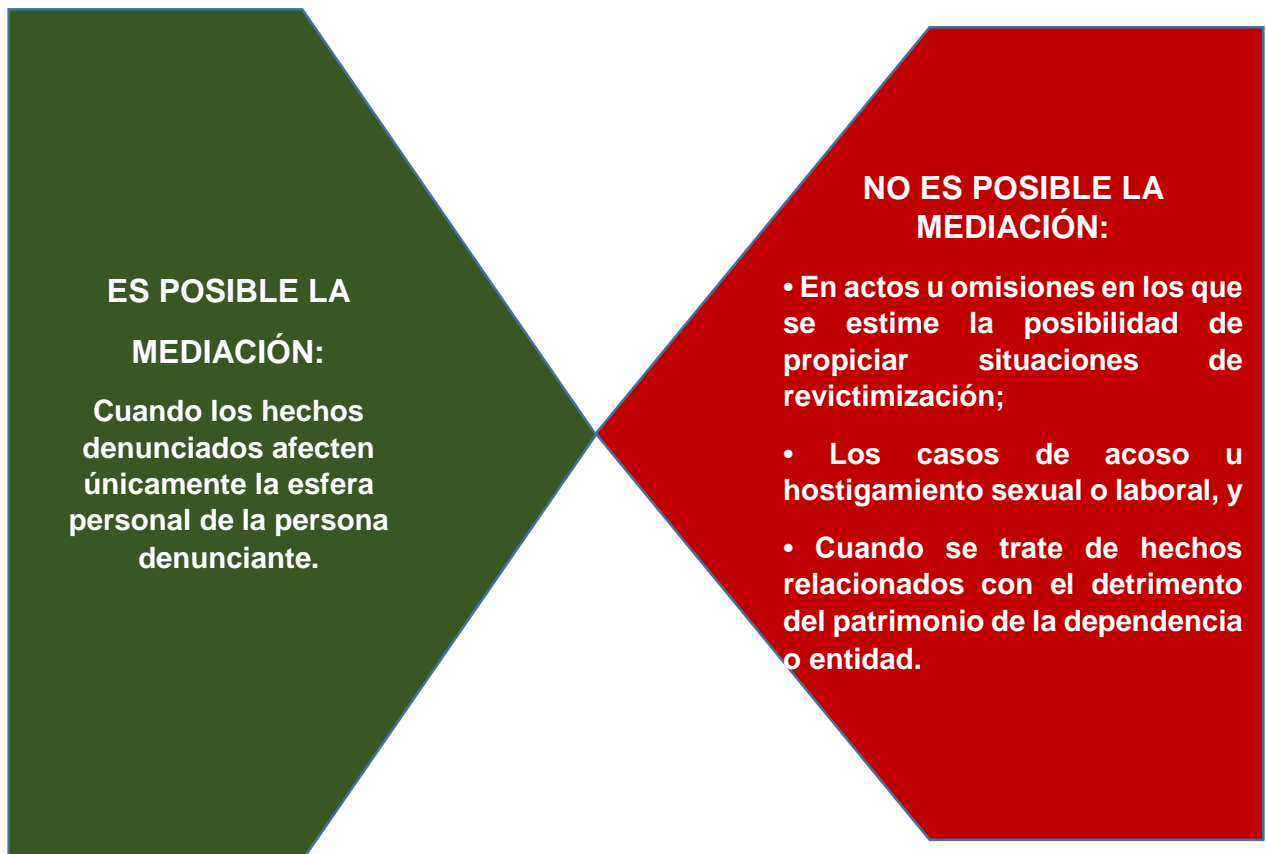 ES POSIBLE LA
MEDIACIÓN:
Cuando los hechos
denunciados afecten
únicamente la esfera
personal de la persona
denunciante.
NO ES POSIBLE LA
MEDIACIÓN:
• En actos u omisiones en los que
se estime la posibilidad de
propiciar situaciones de
revictimización;
• Los casos de acoso u
hostigamiento sexual o laboral, y
• Cuando se trate de hechos
relacionados con el detrimento
del patrimonio de la dependencia
o entidad.